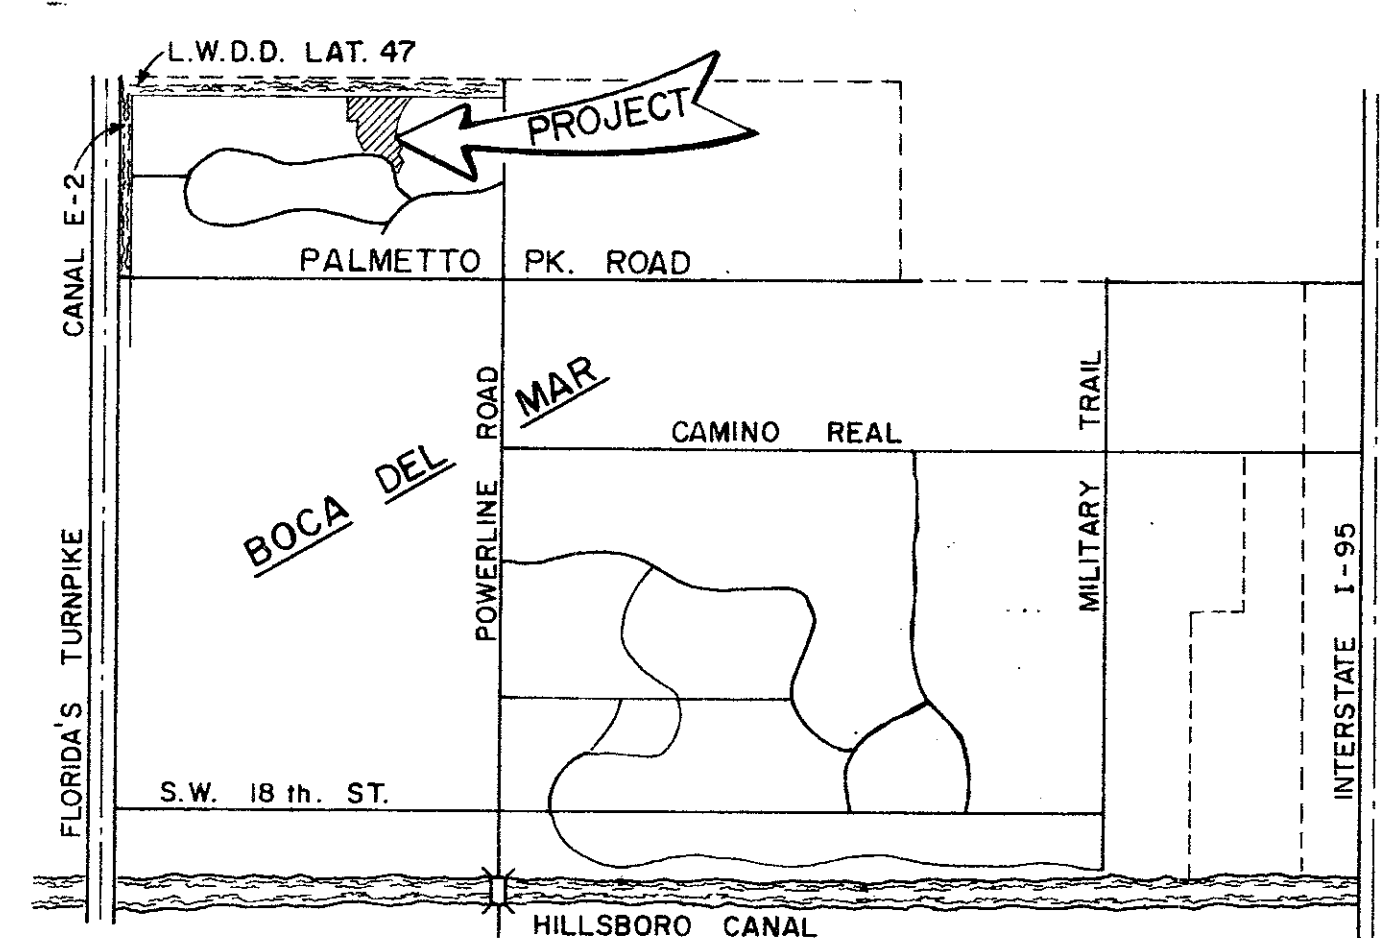 L.W.D.D. LAT. 47
PROJECT
CANAL E-2
PALMETTO PK. ROAD
BOCA DEL MAR
POWERLINE ROAD
CAMINO REAL
MILITARY TRAIL
FLORIDA'S TURNPIKE
INTERSTATE I-95
S.W. 18 th. ST.
HILLSBORO CANAL